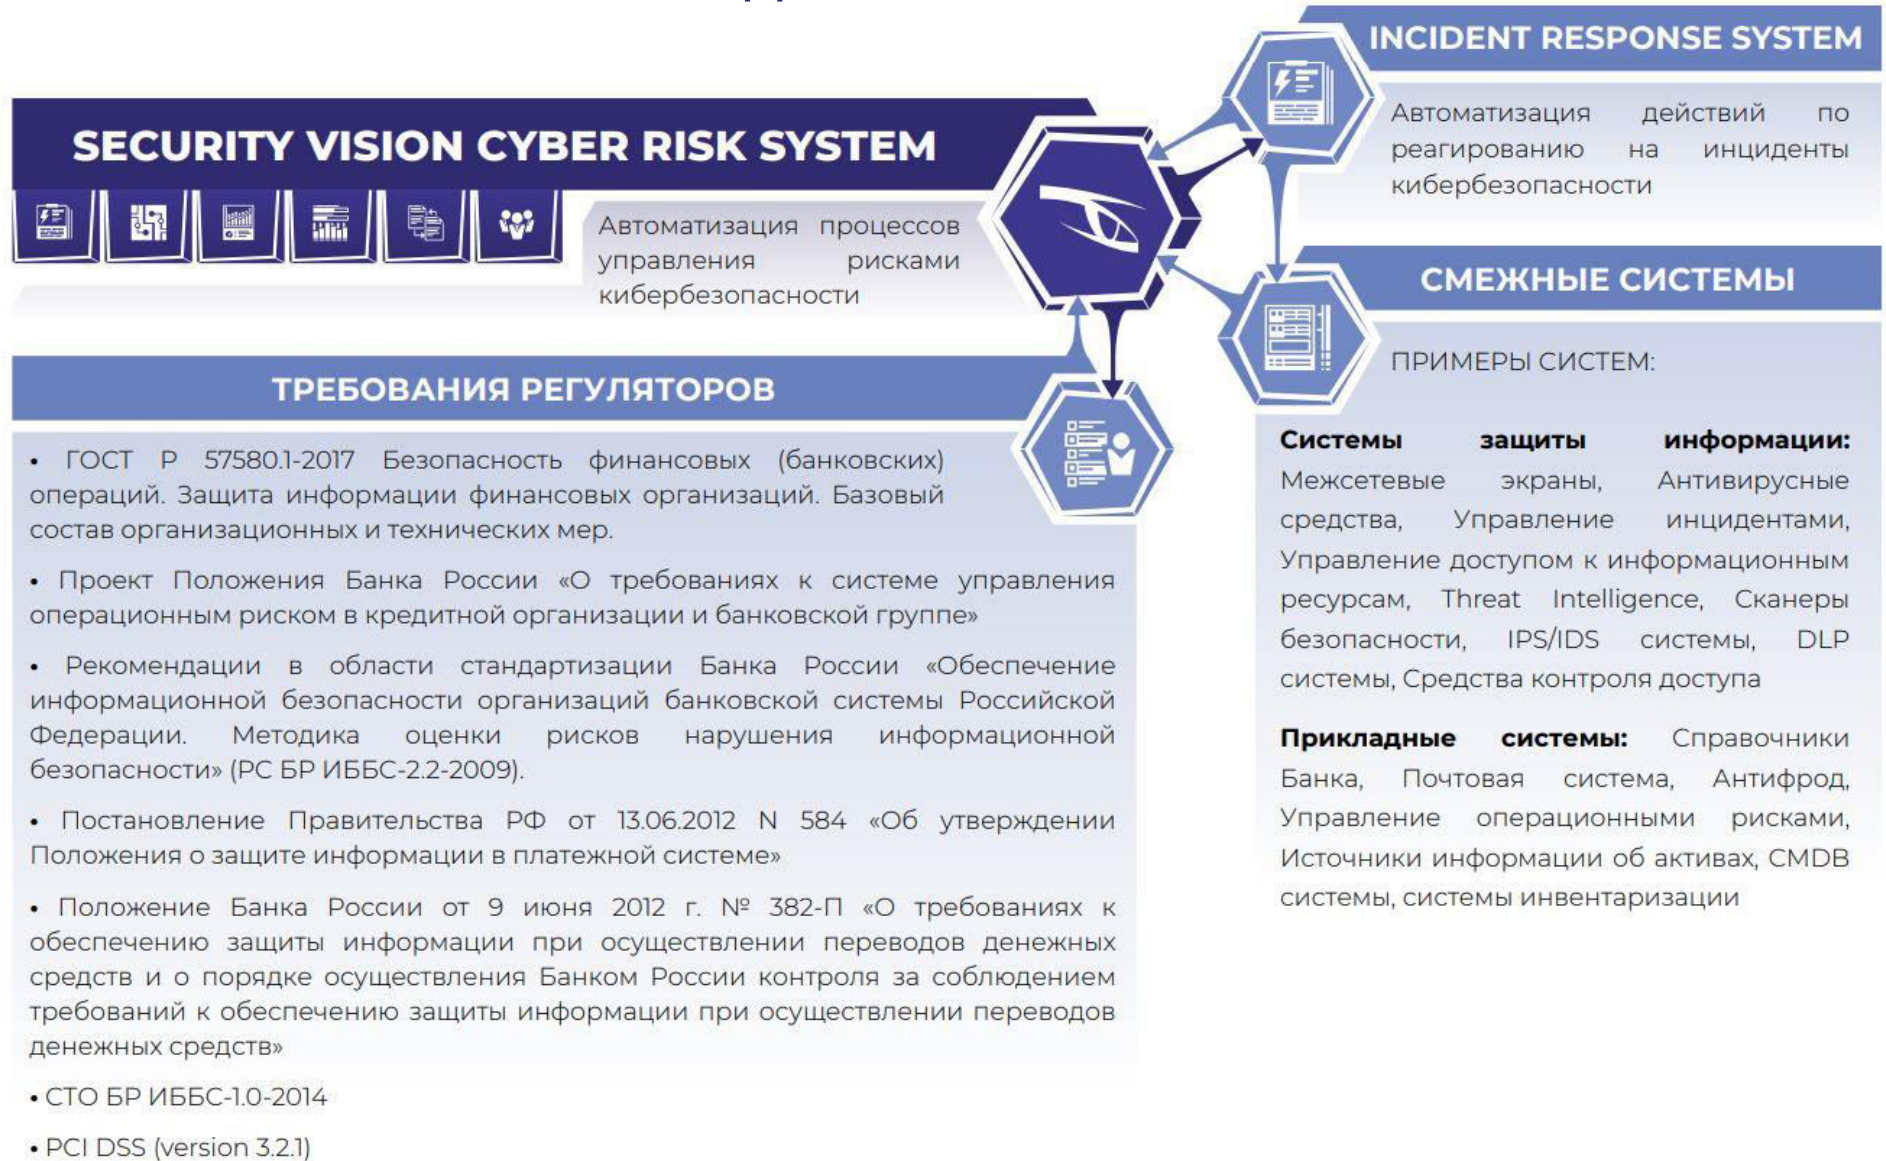 SECURITY VISION CYBER RISK SYSTEM
Автоматизация процессов
управления рисками
кибербезопасности
INCIDENT RESPONSE SYSTEM
Автоматизация действий по
реагированию на инциденты
кибербезопасности
СМЕЖНЫЕ СИСТЕМЫ
ПРИМЕРЫ СИСТЕМ:
Системы защиты информации:
Межсетевые экраны, Антивирусные
средства, Управление инцидентами,
Управление доступом к информационным
ресурсам, Threat Intelligence, Сканеры
безопасности, IPS/IDS системы, DLP
системы, Средства контроля доступа
Прикладные системы: Справочники
Банка, Почтовая система, Антифрод,
Управление операционными рисками,
Источники информации об активах, CMDB
системы, системы инвентаризации
ТРЕБОВАНИЯ РЕГУЛЯТОРОВ
• ГОСТ Р 57580.1-2017 Безопасность финансовых (банковских)
операций. Защита информации финансовых организаций. Базовый
состав организационных и технических мер.
• Проект Положения Банка России «О требованиях к системе управления
операционным риском в кредитной организации и банковской группе»
• Рекомендации в области стандартизации Банка России «Обеспечение
информационной безопасности организаций банковской системы Российской
Федерации. Методика оценки рисков нарушения информационной
безопасности» (РС БР ИББС-2.2-2009).
• Постановление Правительства РФ от 13.06.2012 N 584 «Об утверждении
Положения о защите информации в платежной системе»
• Положение Банка России от 9 июня 2012 г. № 382-П «О требованиях к
обеспечению защиты информации при осуществлении переводов денежных
средств и о порядке осуществления Банком России контроля за соблюдением
требований к обеспечению защиты информации при осуществлении переводов
денежных средств»
• СТО БР ИББС-1.0-2014
• PCI DSS (version 3.2.1)